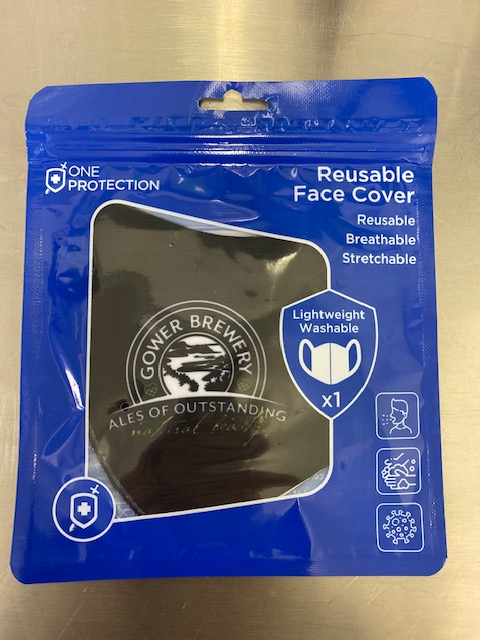 ONE
PROTECTION
Reusable
Face Cover
Reusable
Breathable
Stretchable
Lightweight
Washable
x1
GOWER BREWERY
ALES OF OUTSTANDING
natural beauty